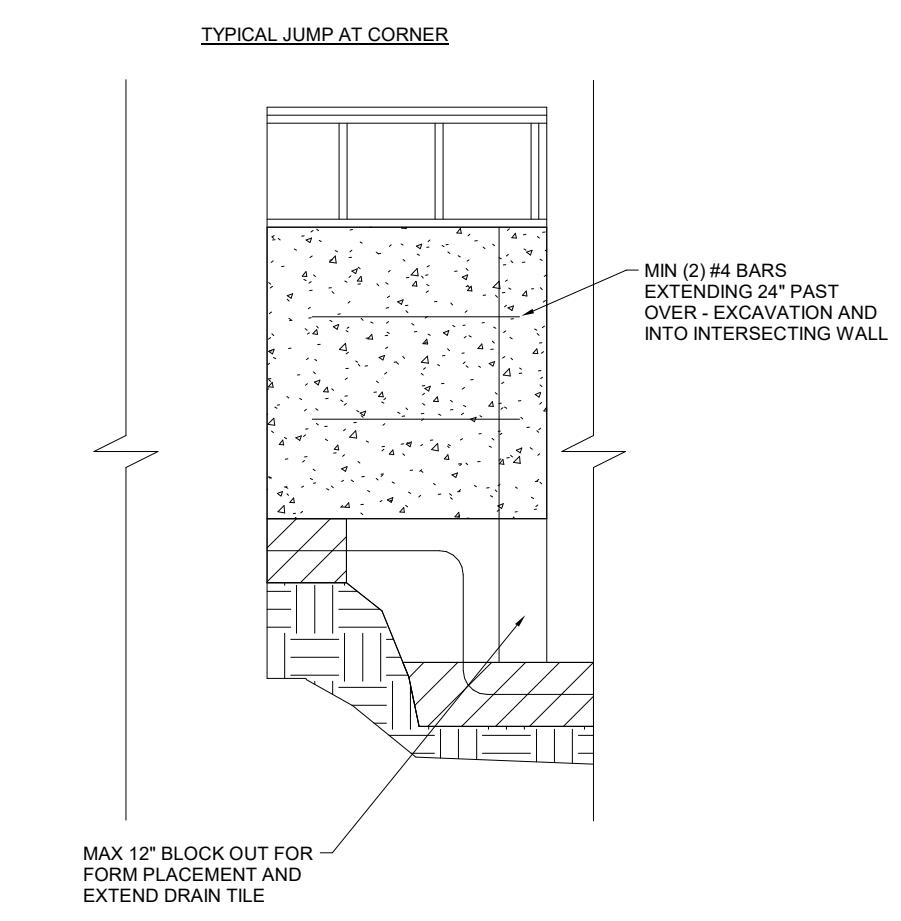 TYPICAL JUMP AT CORNER
MIN (2) #4 BARS
EXTENDING 24" PAST
OVER - EXCAVATION AND
INTO INTERSECTING WALL
MAX 12" BLOCK OUT FOR
FORM PLACEMENT AND
EXTEND DRAIN TILE